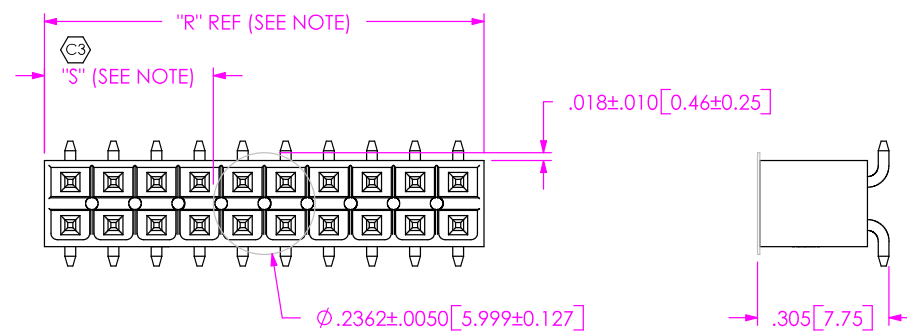 "R" REF (SEE NOTE)
C3
"S" (SEE NOTE)
.018±.010[0.46±0.25]
Ø.2362±.0050[5.999±0.127]
.305[7.75]